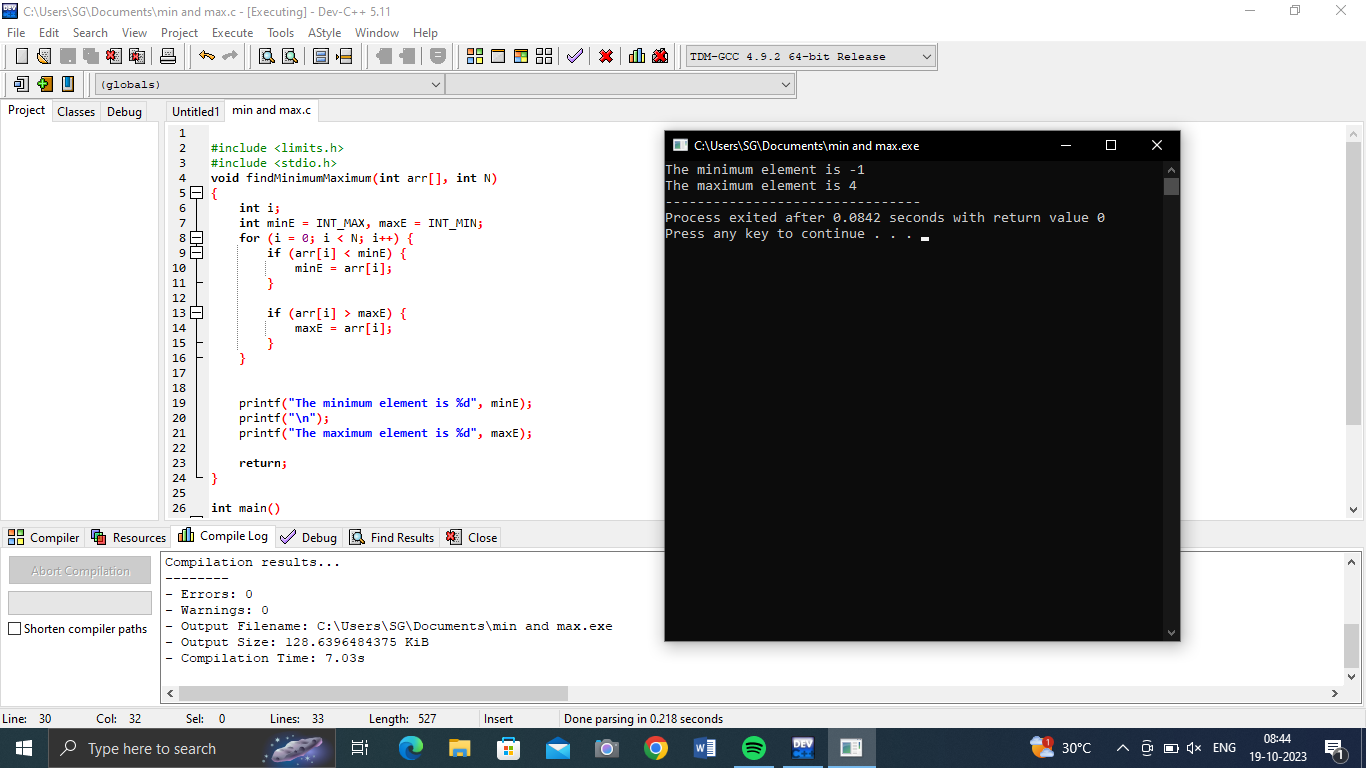 C:\Users\SG\Documents\min and max.c - [Executing] - Dev-C++ 5.11
File Edit Search View Project Execute Tools AStyle Window Help
TDM-GCC 4.9.2 64-bit Release
(globals)
Project Classes Debug
Untitled1 min and max.c
1
2 #include <limits.h>
3 #include <stdio.h>
4 void findMinimumMaximum(int arr[], int N)
5 {
6 int i;
7 int minE = INT_MAX, maxE = INT_MIN;
8 for (i = 0; i < N; i++) {
9 if (arr[i] < minE) {
10 minE = arr[i];
11 }
12
13 if (arr[i] > maxE) {
14 maxE = arr[i];
15 }
16 }
17
18
19 printf("The minimum element is %d", minE);
20 printf("\n");
21 printf("The maximum element is %d", maxE);
22
23 return;
24 }
25
26 int main()
C:\Users\SG\Documents\min and max.exe
The minimum element is -1
The maximum element is 4
--------------------------------
Process exited after 0.0842 seconds with return value 0
Press any key to continue . . .
Compiler Resources Compile Log Debug Find Results Close
Abort Compilation
Shorten compiler paths
Compilation results...
--------
- Errors: 0
- Warnings: 0
- Output Filename: C:\Users\SG\Documents\min and max.exe
- Output Size: 128.6396484375 KiB
- Compilation Time: 7.03s
Line: 30 Col: 32 Sel: 0 Lines: 33 Length: 527 Insert Done parsing in 0.218 seconds
Type here to search
DEV
1
30°C
ENG
08:44
19-10-2023
1